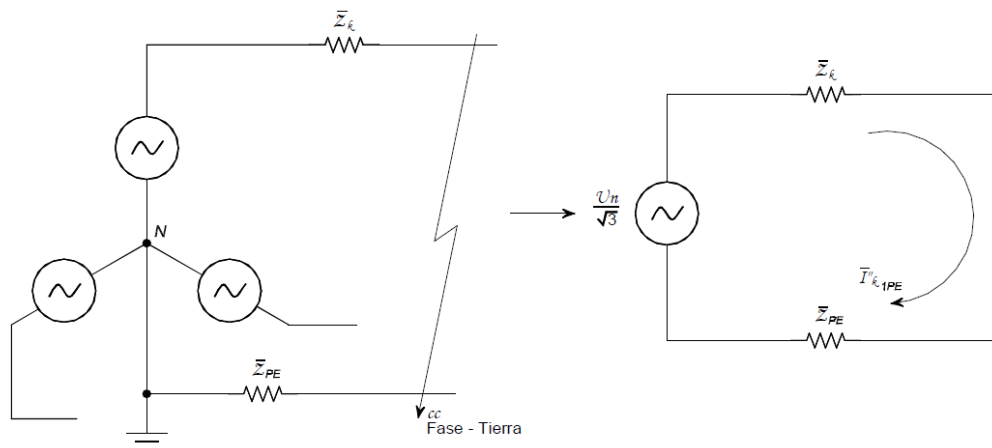 Z̅k
N
Z̅PE
cc
Fase - Tierra
Un
√3
Z̅k
I̅"k1PE
Z̅PE